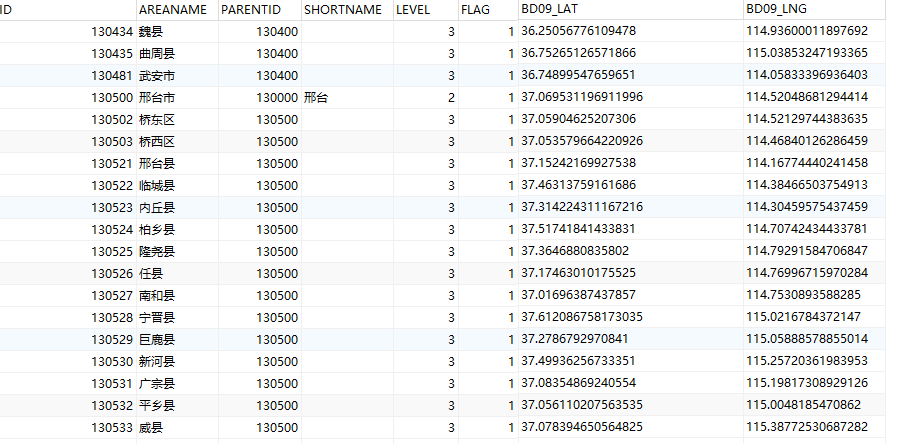 ID AREANAME PARENTID SHORTNAME LEVEL FLAG BD09_LAT BD09_LNG
130434 魏县 130400 3 1 36.25056776109478 114.93600011897692
130435 曲周县 130400 3 1 36.75265126571866 115.03853247193365
130481 武安市 130400 3 1 36.74899547659651 114.05833396936403
130500 邢台市 130000 邢台 2 1 37.069531196911996 114.52048681294414
130502 桥东区 130500 3 1 37.05904625207306 114.52129744383635
130503 桥西区 130500 3 1 37.053579664220926 114.46840126286459
130521 邢台县 130500 3 1 37.15242169927538 114.16774440241458
130522 临城县 130500 3 1 37.46313759161686 114.38466503754913
130523 内丘县 130500 3 1 37.314224311167216 114.30459575437459
130524 柏乡县 130500 3 1 37.51741841433831 114.70742434433781
130525 隆尧县 130500 3 1 37.3646880835802 114.79291584706847
130526 任县 130500 3 1 37.17463010175525 114.76996715970284
130527 南和县 130500 3 1 37.01696387437857 114.7530893588285
130528 宁晋县 130500 3 1 37.612086758173035 115.0216784372147
130529 巨鹿县 130500 3 1 37.2786792970841 115.05888578855014
130530 新河县 130500 3 1 37.49936256733351 115.25720361983953
130531 广宗县 130500 3 1 37.08354869240554 115.19817308929126
130532 平乡县 130500 3 1 37.056110207563535 115.0048185470862
130533 威县 130500 3 1 37.078394650564825 115.38772530687282